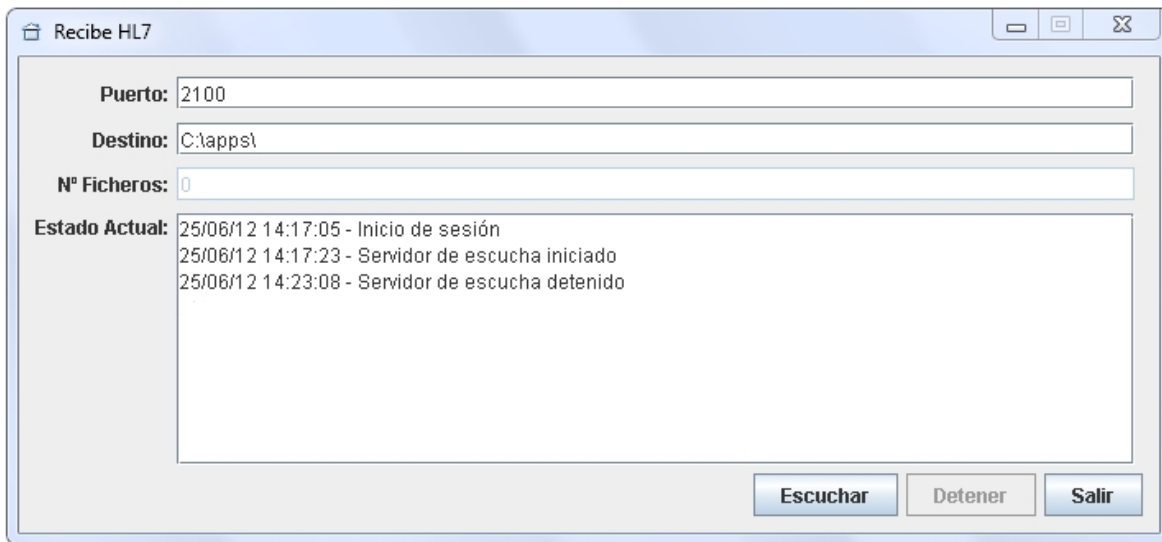 Recibe HL7
Puerto: 2100
Destino: C:\apps\
Nº Ficheros: 0
Estado Actual: 25/06/12 14:17:05 - Inicio de sesión
25/06/12 14:17:23 - Servidor de escucha iniciado
25/06/12 14:23:08 - Servidor de escucha detenido
Escuchar Detener Salir